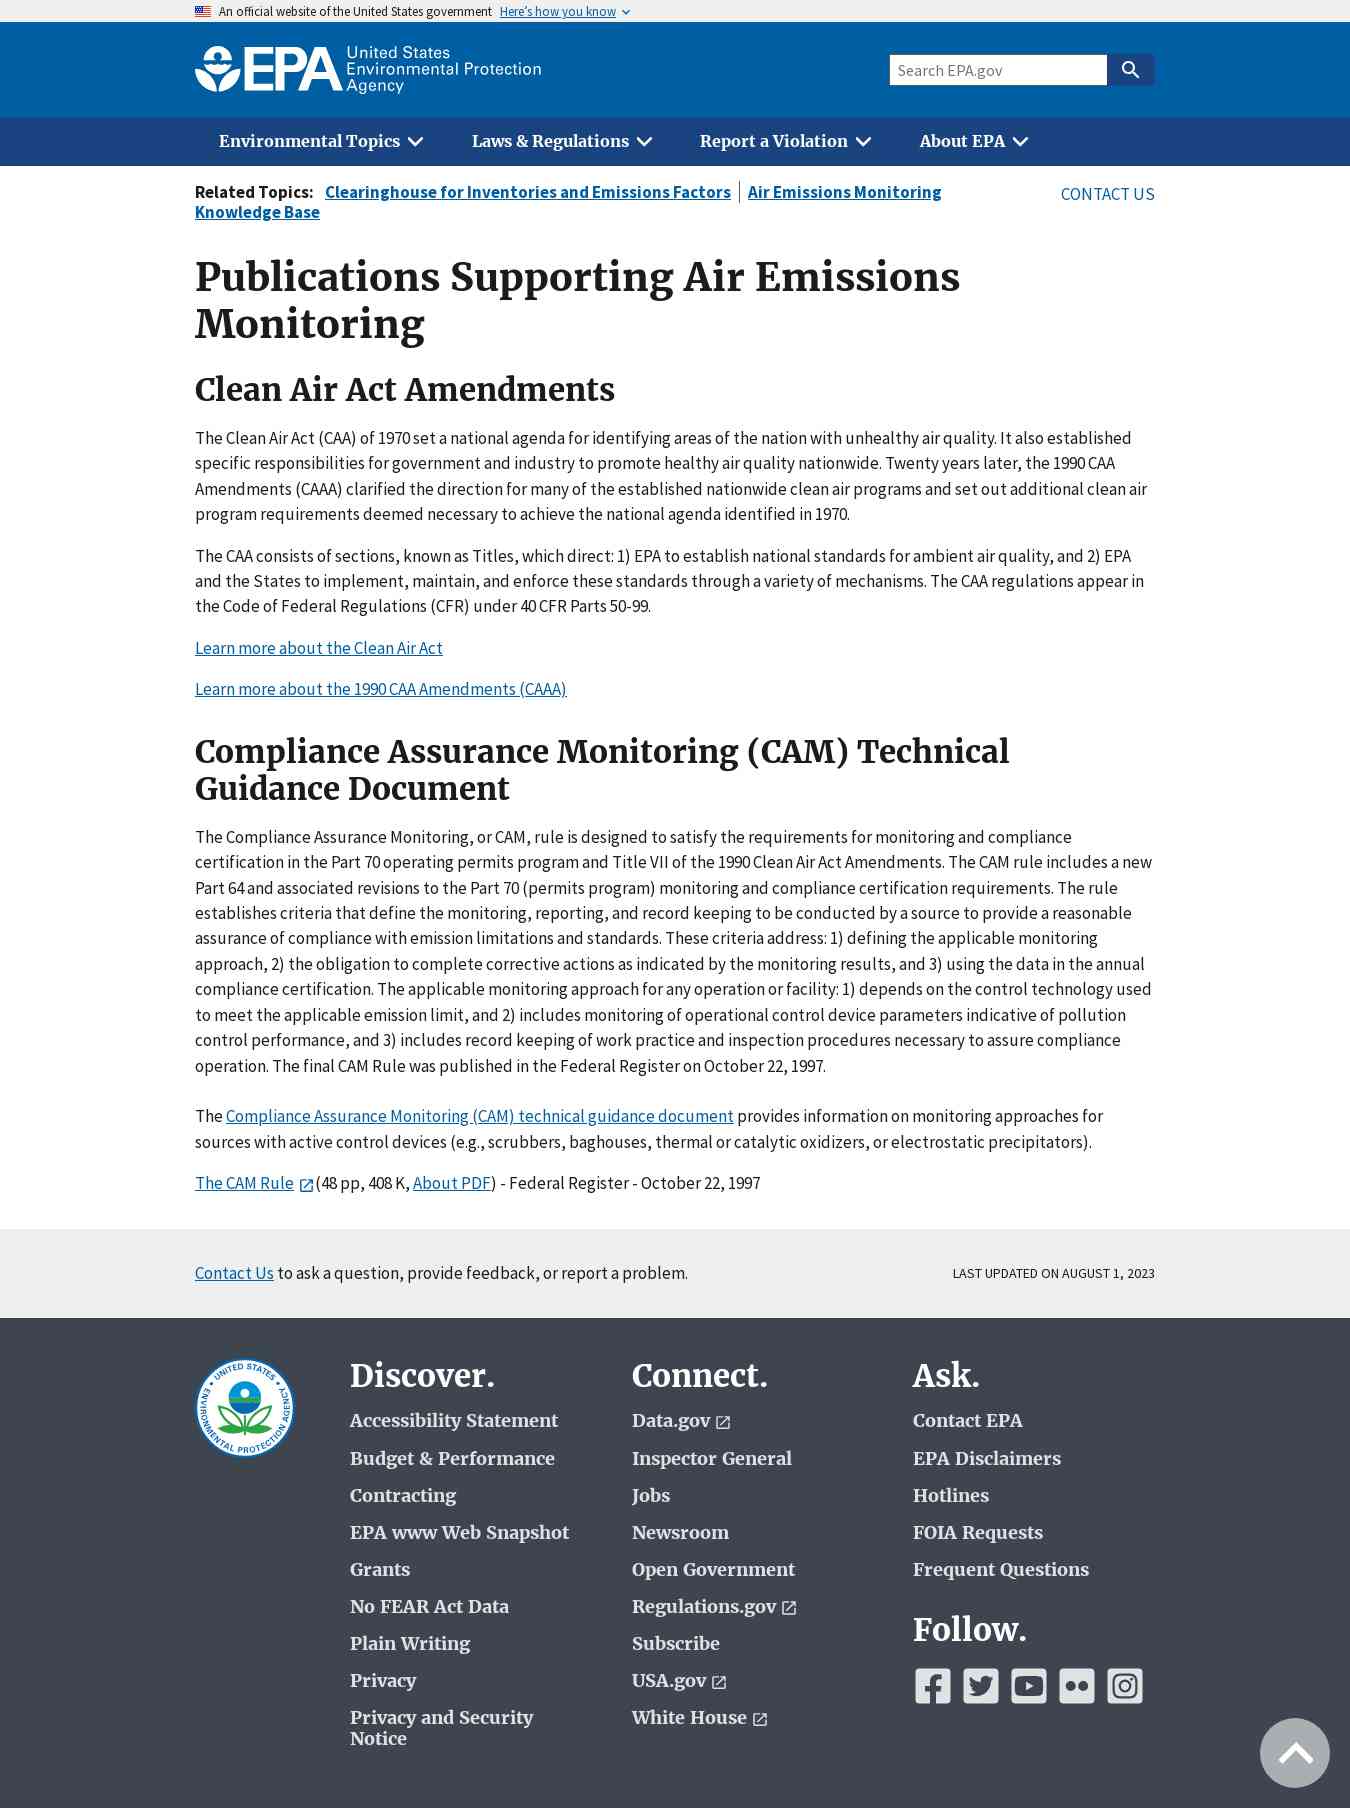 An official website of the United States government Here's how you know
EPA United States
Environmental Protection
Agency
Search EPA.gov
Environmental Topics Laws & Regulations Report a Violation About EPA
Related Topics: Clearinghouse for Inventories and Emissions Factors Air Emissions Monitoring
Knowledge Base
CONTACT US
Publications Supporting Air Emissions
Monitoring
Clean Air Act Amendments
The Clean Air Act (CAA) of 1970 set a national agenda for identifying areas of the nation with unhealthy air quality. It also established
specific responsibilities for government and industry to promote healthy air quality nationwide. Twenty years later, the 1990 CAA
Amendments (CAAA) clarified the direction for many of the established nationwide clean air programs and set out additional clean air
program requirements deemed necessary to achieve the national agenda identified in 1970.
The CAA consists of sections, known as Titles, which direct: 1) EPA to establish national standards for ambient air quality, and 2) EPA
and the States to implement, maintain, and enforce these standards through a variety of mechanisms. The CAA regulations appear in
the Code of Federal Regulations (CFR) under 40 CFR Parts 50-99.
Learn more about the Clean Air Act
Learn more about the 1990 CAA Amendments (CAAA)
Compliance Assurance Monitoring (CAM) Technical
Guidance Document
The Compliance Assurance Monitoring, or CAM, rule is designed to satisfy the requirements for monitoring and compliance
certification in the Part 70 operating permits program and Title VII of the 1990 Clean Air Act Amendments. The CAM rule includes a new
Part 64 and associated revisions to the Part 70 (permits program) monitoring and compliance certification requirements. The rule
establishes criteria that define the monitoring, reporting, and record keeping to be conducted by a source to provide a reasonable
assurance of compliance with emission limitations and standards. These criteria address: 1) defining the applicable monitoring
approach, 2) the obligation to complete corrective actions as indicated by the monitoring results, and 3) using the data in the annual
compliance certification. The applicable monitoring approach for any operation or facility: 1) depends on the control technology used
to meet the applicable emission limit, and 2) includes monitoring of operational control device parameters indicative of pollution
control performance, and 3) includes record keeping of work practice and inspection procedures necessary to assure compliance
operation. The final CAM Rule was published in the Federal Register on October 22, 1997.
The Compliance Assurance Monitoring (CAM) technical guidance document provides information on monitoring approaches for
sources with active control devices (e.g., scrubbers, baghouses, thermal or catalytic oxidizers, or electrostatic precipitators).
The CAM Rule (48 pp, 408 K, About PDF) - Federal Register - October 22, 1997
Contact Us to ask a question, provide feedback, or report a problem.
LAST UPDATED ON AUGUST 1, 2023
UNITED STATES
ENVIRONMENTAL PROTECTION AGENCY
Discover.
Accessibility Statement
Budget & Performance
Contracting
EPA www Web Snapshot
Grants
No FEAR Act Data
Plain Writing
Privacy
Privacy and Security
Notice
Connect.
Data.gov
Inspector General
Jobs
Newsroom
Open Government
Regulations.gov
Subscribe
USA.gov
White House
Ask.
Contact EPA
EPA Disclaimers
Hotlines
FOIA Requests
Frequent Questions
Follow.